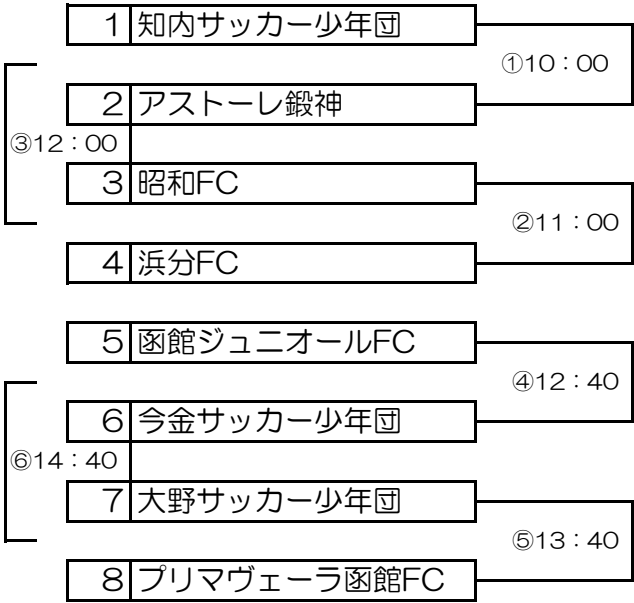 1 知内サッカー少年団
①10：00
2 アストーレ鍛神
③12：00
3 昭和FC
②11：00
4 浜分FC
5 函館ジュニオールFC
④12：40
6 今金サッカー少年団
⑥14：40
7 大野サッカー少年団
⑤13：40
8 プリマヴェーラ函館FC